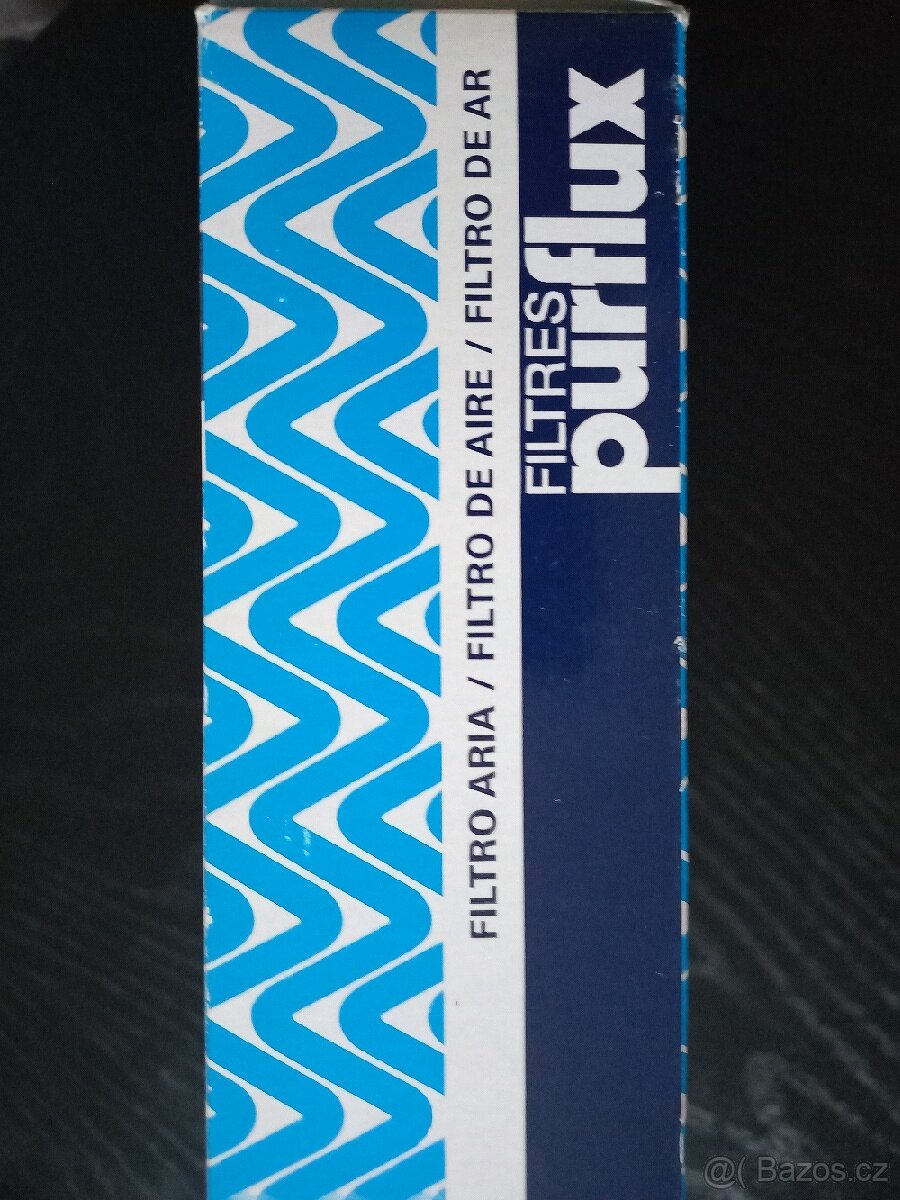 FILTRO ARIA / FILTRO DE AIRE / FILTRO DE AR
FILTRES
purflux
@( Bazos.cz